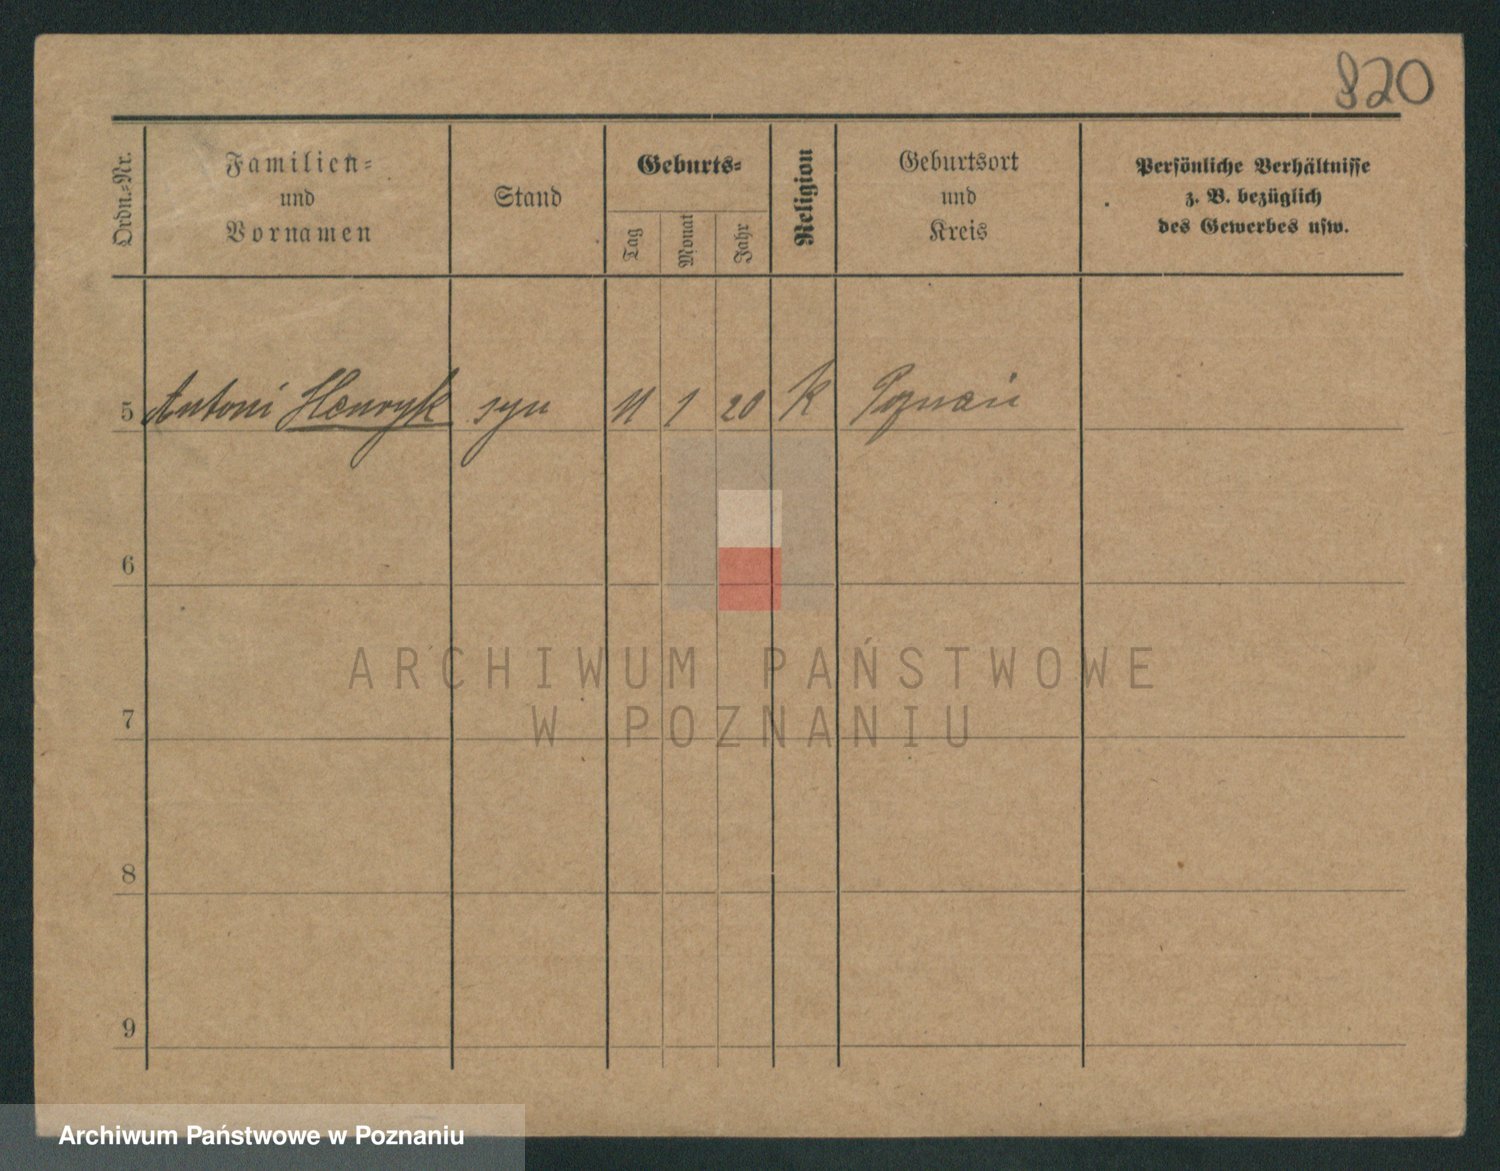 820
Ordn.-Nr.
Familien-
und
Vornamen
Stand
Geburts-
Tag
Monat
Jahr
Religion
Geburtsort
und
Kreis
Persönliche Verhältnisse
z. B. bezüglich
des Gewerbes usw.
5 Antoni Henryk syn 11 1 20 K Poznań
6
7
8
9
ARCHIWUM PAŃSTWOWE
W POZNANIU
Archiwum Państwowe w Poznaniu